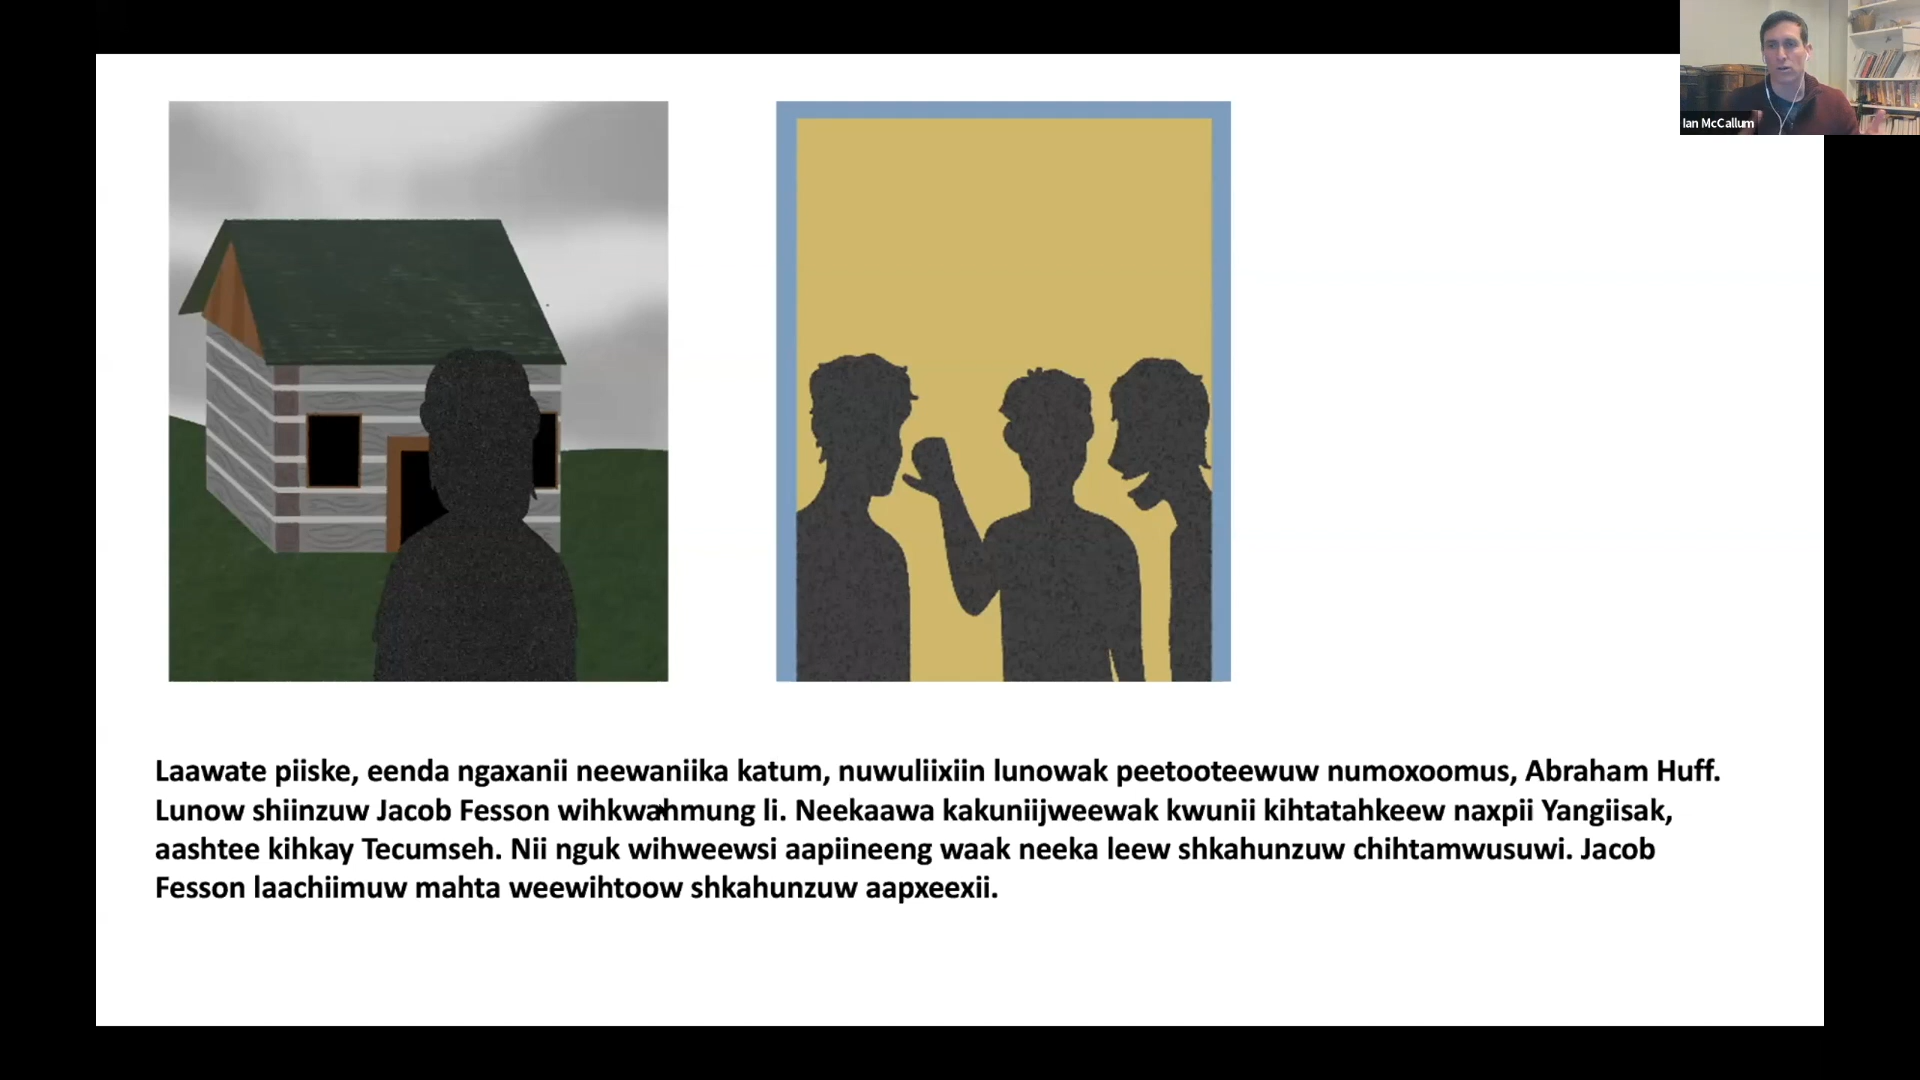 Ian McCallum
Laawate piiske, eenda ngaxanii neewaniika katum, nuwuliixiin lunowak peetooteewuw numoxoomus, Abraham Huff.
Lunow shiinzuw Jacob Fesson wihkwahmung li. Neekaawa kakuniijweewak kwunii kihtatahkeew naxpii Yangiisak,
aashtee kihkay Tecumseh. Nii nguk wihweewsi aapiineeng waak neeka leew shkahunzuw chihtamwusuwi. Jacob
Fesson laachiimuw mahta weewihtoow shkahunzuw aapxeexii.